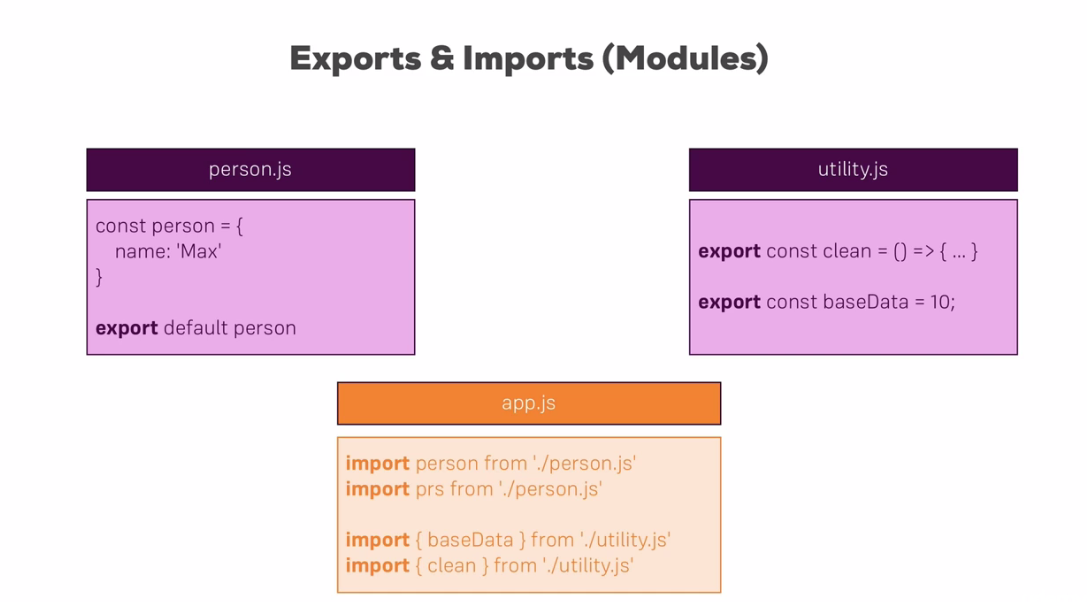 Exports & Imports (Modules)
person.js
const person = {
name: 'Max'
}
export default person
utility.js
export const clean = () => { ... }
export const baseData = 10;
app.js
import person from './person.js'
import prs from './person.js'
import { baseData } from './utility.js'
import { clean } from './utility.js'